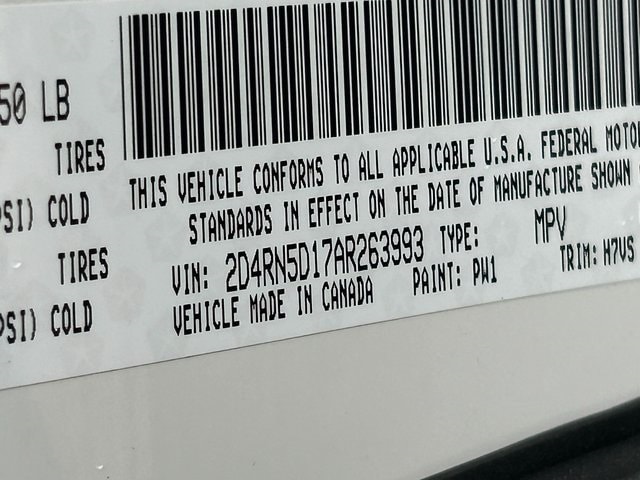 50 LB
TIRES
PSI) COLD
TIRES
PSI) COLD
THIS VEHICLE CONFORMS TO ALL APPLICABLE U.S.A. FEDERAL MOTO
STANDARDS IN EFFECT ON THE DATE OF MANUFACTURE SHOWN
VIN: 2D4RN5D17AR263993 TYPE: MPV
VEHICLE MADE IN CANADA PAINT: PW1 TRIM: H7VS